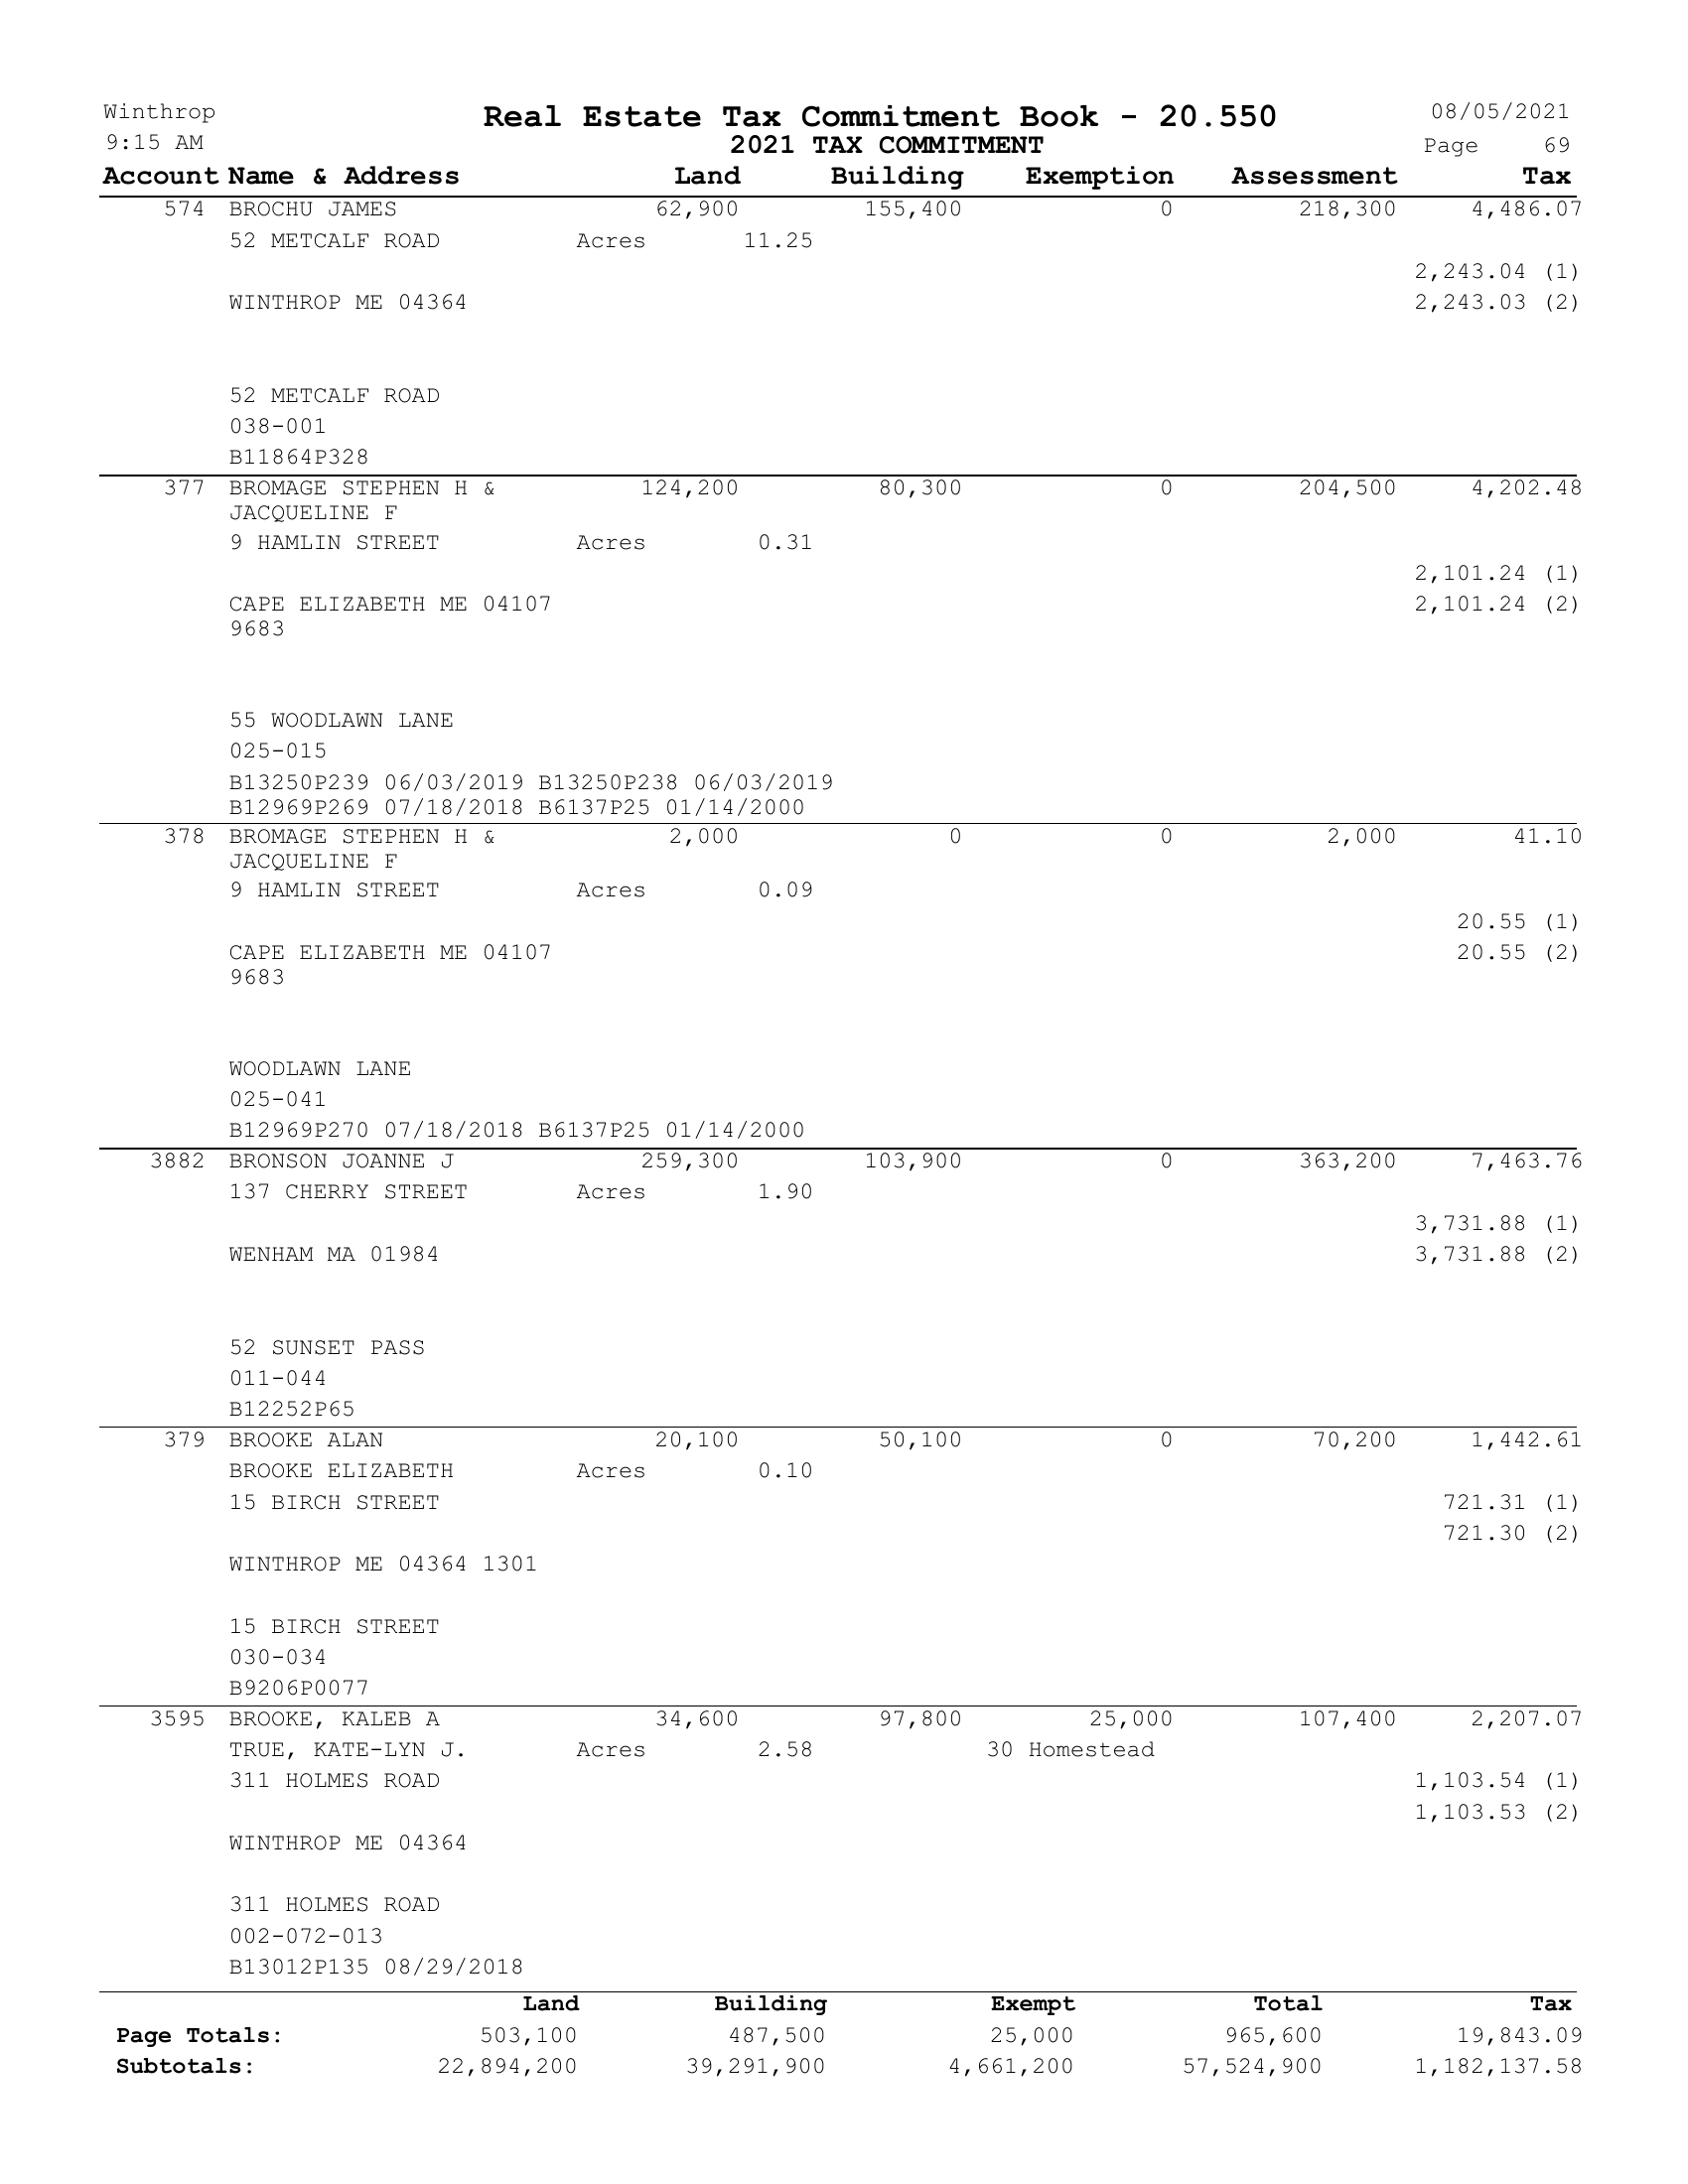 Winthrop Real Estate Tax Commitment Book - 20.550 08/05/2021
9:15 AM 2021 TAX COMMITMENT Page 69
Account Name & Address Land Building Exemption Assessment Tax
574 BROCHU JAMES 62,900 155,400 0 218,300 4,486.07
52 METCALF ROAD Acres 11.25
2,243.04 (1)
WINTHROP ME 04364 2,243.03 (2)
52 METCALF ROAD
038-001
B11864P328
377 BROMAGE STEPHEN H & 124,200 80,300 0 204,500 4,202.48
JACQUELINE F
9 HAMLIN STREET Acres 0.31
2,101.24 (1)
CAPE ELIZABETH ME 04107 2,101.24 (2)
9683
55 WOODLAWN LANE
025-015
B13250P239 06/03/2019 B13250P238 06/03/2019
B12969P269 07/18/2018 B6137P25 01/14/2000
378 BROMAGE STEPHEN H & 2,000 0 0 2,000 41.10
JACQUELINE F
9 HAMLIN STREET Acres 0.09
20.55 (1)
CAPE ELIZABETH ME 04107 20.55 (2)
9683
WOODLAWN LANE
025-041
B12969P270 07/18/2018 B6137P25 01/14/2000
3882 BRONSON JOANNE J 259,300 103,900 0 363,200 7,463.76
137 CHERRY STREET Acres 1.90
3,731.88 (1)
WENHAM MA 01984 3,731.88 (2)
52 SUNSET PASS
011-044
B12252P65
379 BROOKE ALAN 20,100 50,100 0 70,200 1,442.61
BROOKE ELIZABETH Acres 0.10
15 BIRCH STREET 721.31 (1)
721.30 (2)
WINTHROP ME 04364 1301
15 BIRCH STREET
030-034
B9206P0077
3595 BROOKE, KALEB A 34,600 97,800 25,000 107,400 2,207.07
TRUE, KATE-LYN J. Acres 2.58 30 Homestead
311 HOLMES ROAD 1,103.54 (1)
1,103.53 (2)
WINTHROP ME 04364
311 HOLMES ROAD
002-072-013
B13012P135 08/29/2018
Land Building Exempt Total Tax
Page Totals: 503,100 487,500 25,000 965,600 19,843.09
Subtotals: 22,894,200 39,291,900 4,661,200 57,524,900 1,182,137.58